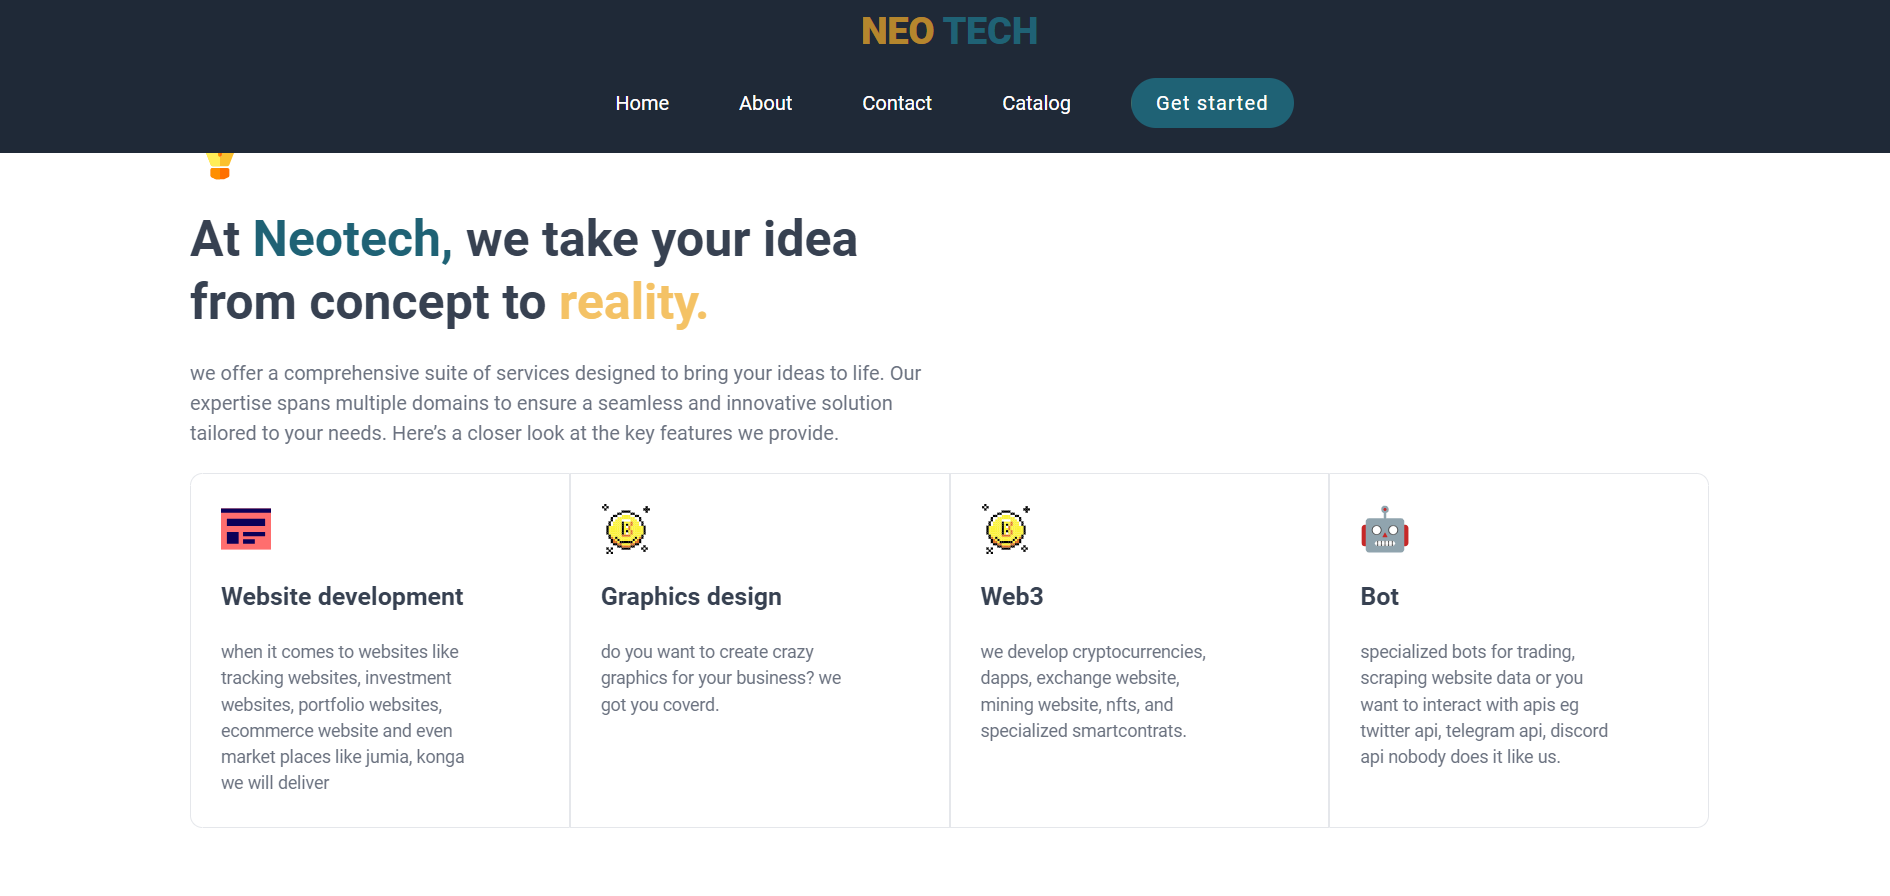 NEO TECH
Home About Contact Catalog Get started
At Neotech, we take your idea
from concept to reality.
we offer a comprehensive suite of services designed to bring your ideas to life. Our
expertise spans multiple domains to ensure a seamless and innovative solution
tailored to your needs. Here’s a closer look at the key features we provide.
Website development
when it comes to websites like
tracking websites, investment
websites, portfolio websites,
ecommerce website and even
market places like jumia, konga
we will deliver
Graphics design
do you want to create crazy
graphics for your business? we
got you coverd.
Web3
we develop cryptocurrencies,
dapps, exchange website,
mining website, nfts, and
specialized smartcontrats.
Bot
specialized bots for trading,
scraping website data or you
want to interact with apis eg
twitter api, telegram api, discord
api nobody does it like us.